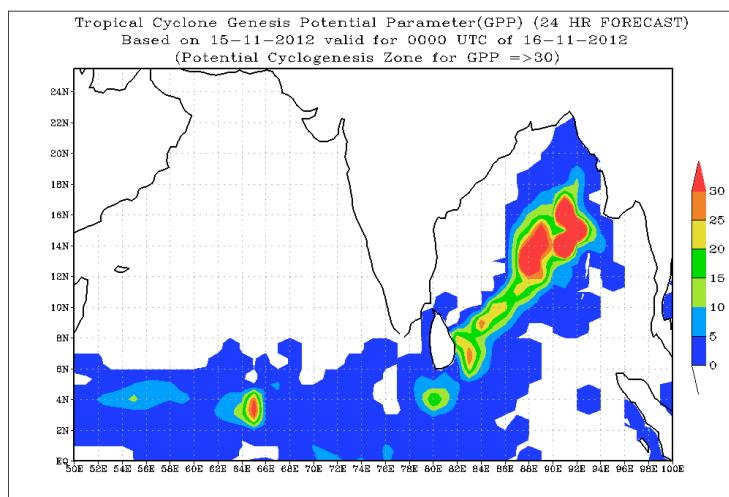 Tropical Cyclone Genesis Potential Parameter(GPP) (24 HR FORECAST)
Based on 15-11-2012 valid for 0000 UTC of 16-11-2012
(Potential Cyclogenesis Zone for GPP =>30)
24N
22N
20N
18N
16N
14N
12N
10N
8N
6N
4N
2N
EQ
50E 52E 54E 56E 58E 60E 62E 64E 66E 68E 70E 72E 74E 76E 78E 80E 82E 84E 86E 88E 90E 92E 94E 96E 98E 100E
30
25
20
15
10
5
0